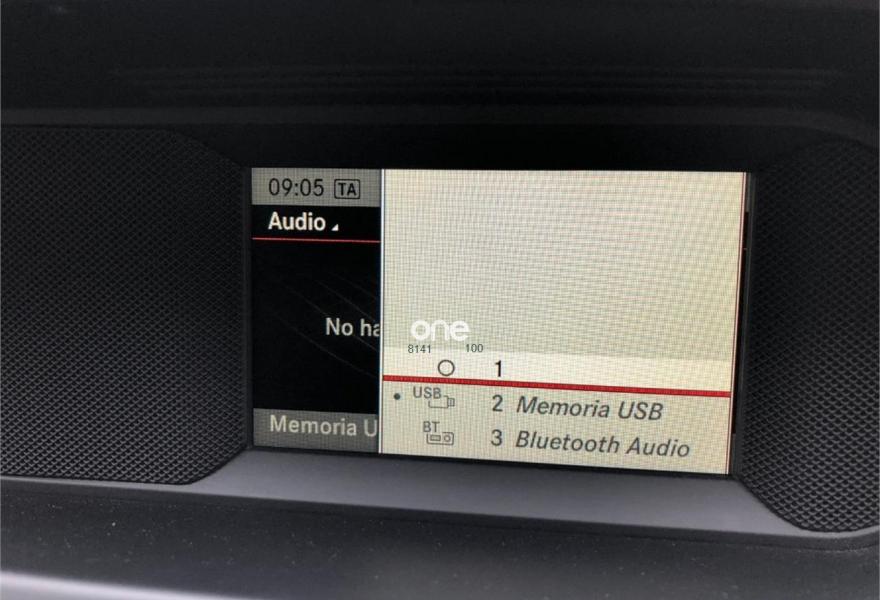 09:05 TA
Audio
No ha
Memoria U
one
8141 100
1
USB 2 Memoria USB
BT 3 Bluetooth Audio